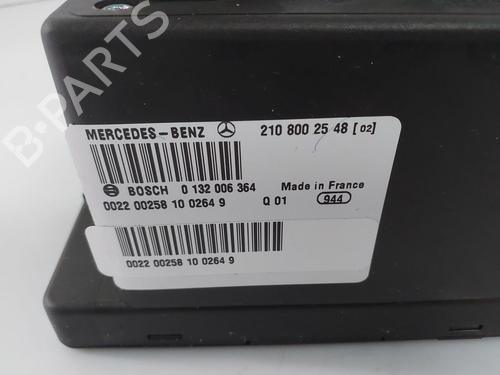 B-PARTS
MERCEDES-BENZ 210 800 25 48 [02]
BOSCH 0 132 006 364 Made in France
0022 00258 10 0264 9 Q 01 944
0022 00258 10 0264 9